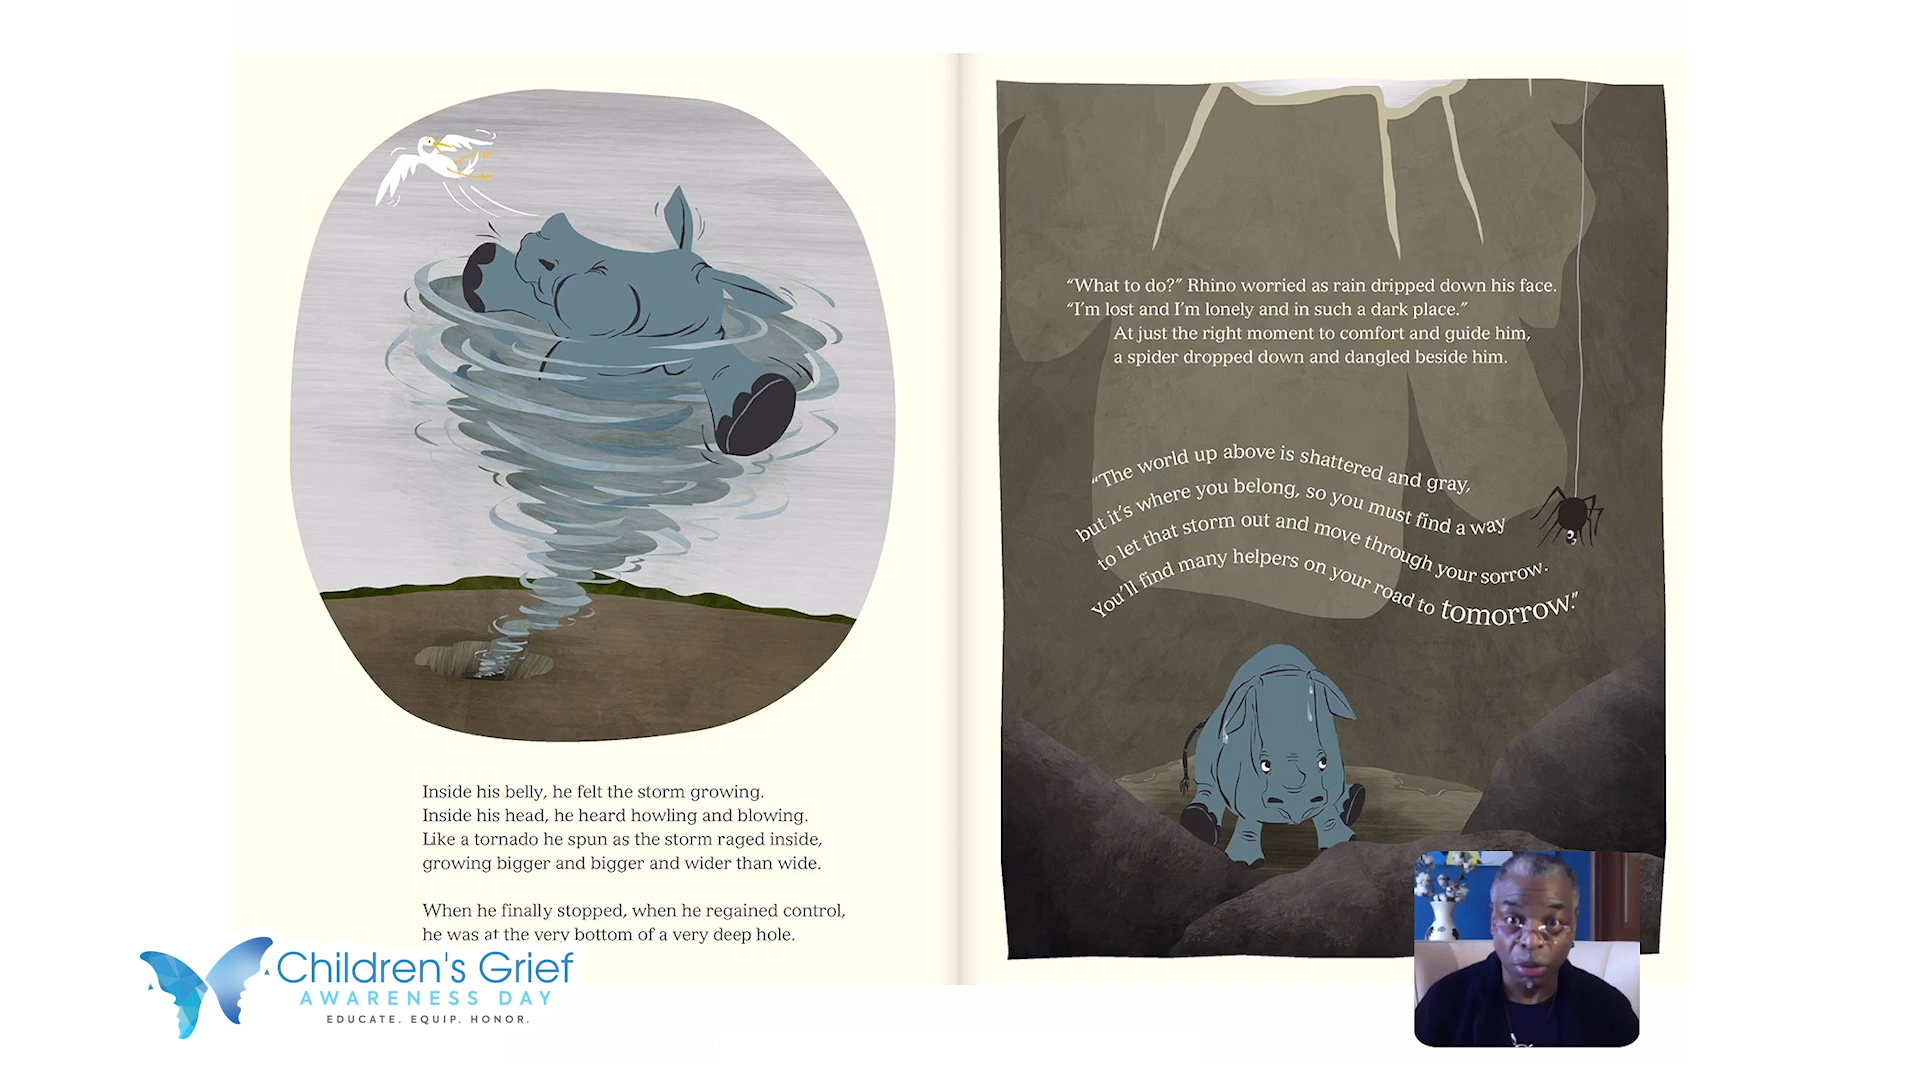 Inside his belly, he felt the storm growing.
Inside his head, he heard howling and blowing.
Like a tornado he spun as the storm raged inside,
growing bigger and bigger and wider than wide.
When he finally stopped, when he regained control,
he was at the very bottom of a very deep hole.
“What to do?” Rhino worried as rain dripped down his face.
“I’m lost and I’m lonely and in such a dark place.”
At just the right moment to comfort and guide him,
a spider dropped down and dangled beside him.
“The world up above is shattered and gray,
but it’s where you belong, so you must find a way
to let that storm out and move through your sorrow.
You’ll find many helpers on your road to tomorrow.”
Children's Grief
AWARENESS DAY
EDUCATE. EQUIP. HONOR.